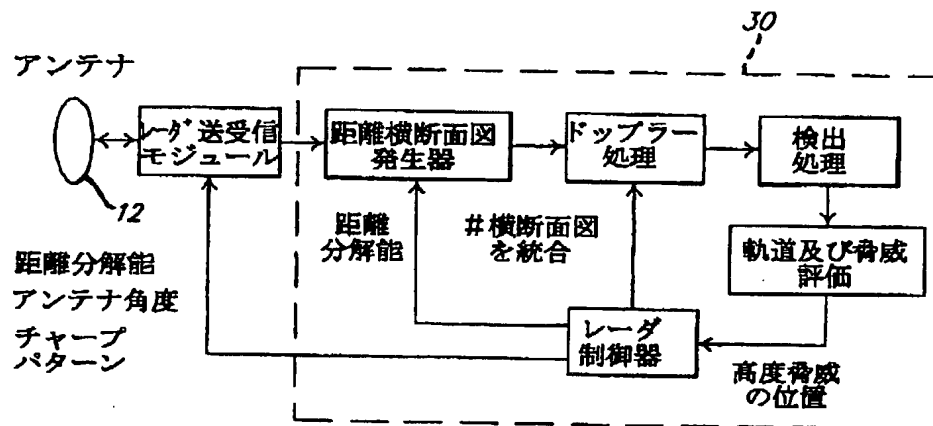 30
アンテナ
レーダ送受信
モジュール
距離横断面図
発生器
ドップラー
処理
検出
処理
12
距離
分解能
#横断面図
を統合
軌道及び脅威
評価
距離分解能
アンテナ角度
チャープ
パターン
レーダ
制御器
高度脅威
の位置